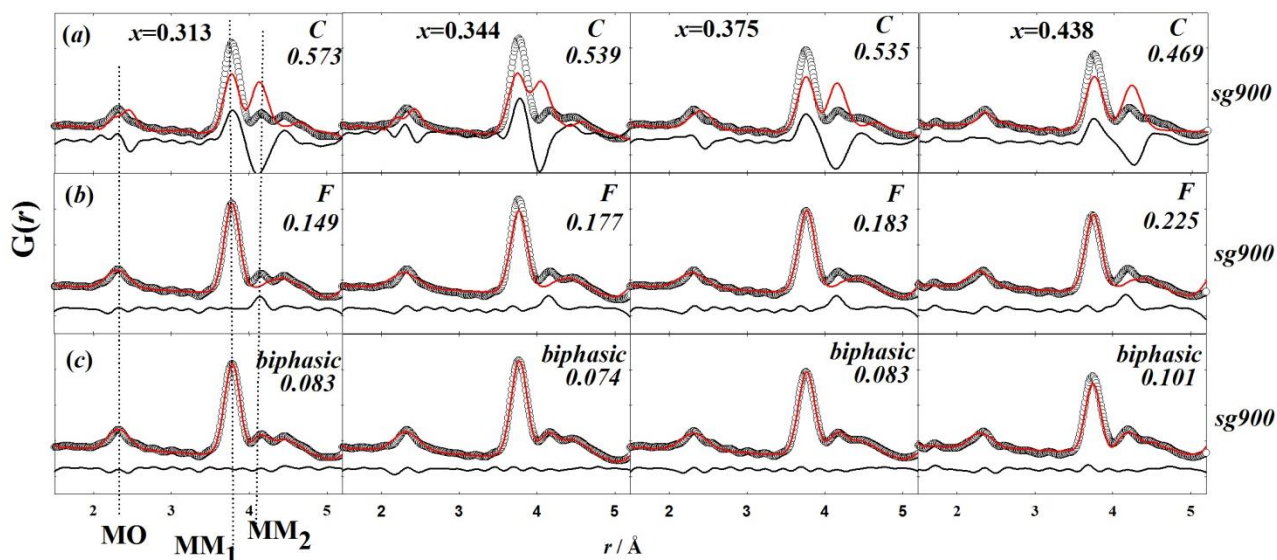 (a) x=0.313 C 0.573 x=0.344 C 0.539 x=0.375 C 0.535 x=0.438 C 0.469 sg900
(b) F 0.149 F 0.177 F 0.183 F 0.225 sg900
G(r)
(c) biphasic 0.083 biphasic 0.074 biphasic 0.083 biphasic 0.101 sg900
2 3 4 5 2 3 4 5 2 3 4 5 2 3 4 5
MO MM1 MM2 r / Å